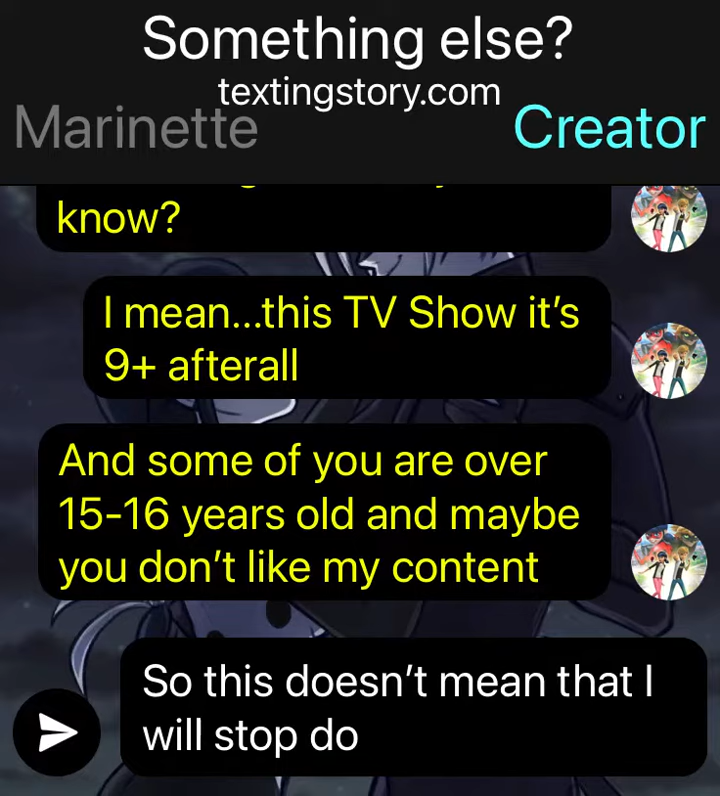 Something else?
textingstory.com
Marinette
Creator
know?
I mean...this TV Show it's
9+ afterall
And some of you are over
15-16 years old and maybe
you don't like my content
So this doesn't mean that I
will stop do